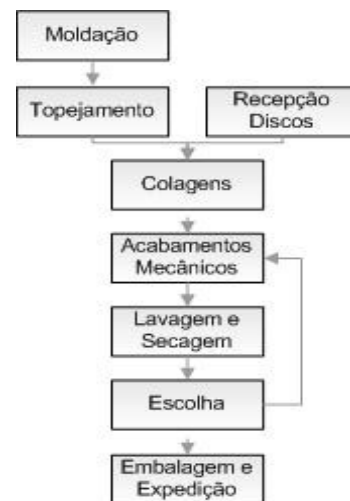 Moldação
Topejamento
Recepção
Discos
Colagens
Acabamentos
Mecânicos
Lavagem e
Secagem
Escolha
Embalagem e
Expedição